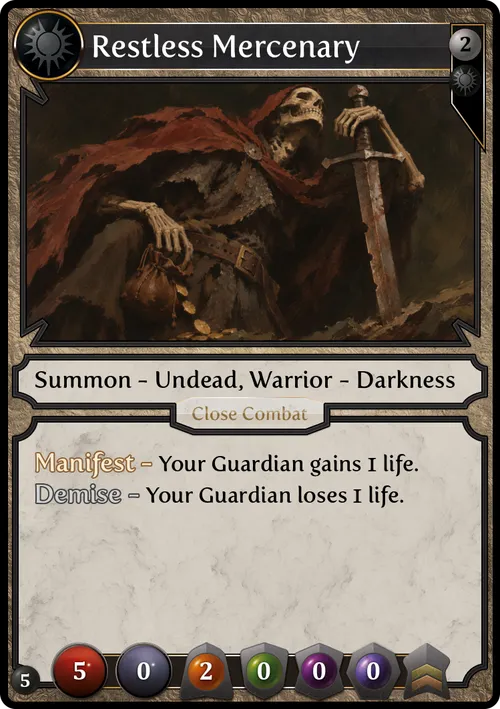 Restless Mercenary
2
Summon - Undead, Warrior - Darkness
Close Combat
Manifest - Your Guardian gains 1 life.
Demise - Your Guardian loses 1 life.
5 5* 0* 2 0 0 0